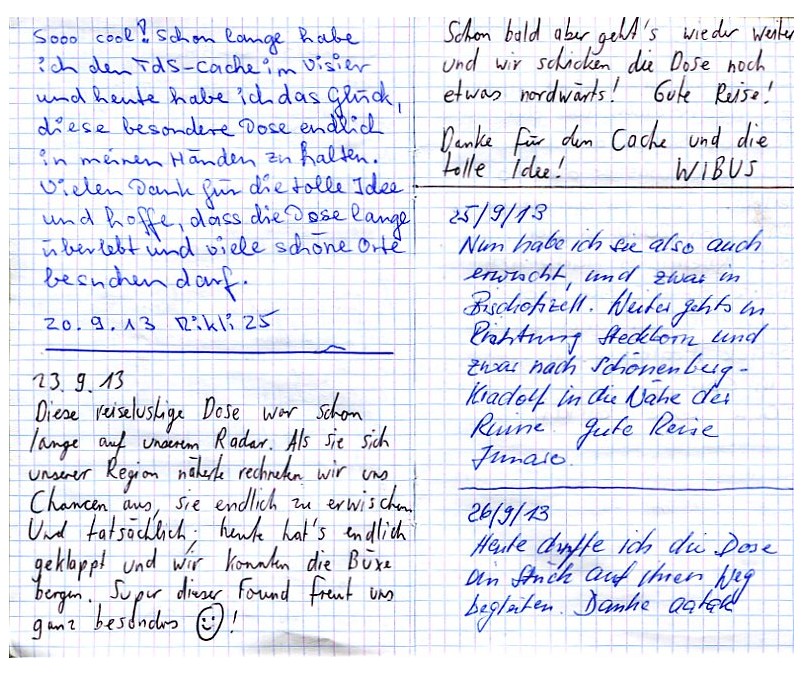 Sooo cool! Schon lange habe
ich den TdS-Cache im Visier
und heute habe ich das Glück,
diese besondere Dose endlich
in meinen Händen zu halten.
Vielen Dank für die tolle Idee
und hoffe, dass die Dose lange
überlebt und viele schöne Orte
besuchen darf.
20.9.13 Rikli25
23.9.13
Diese reiselustige Dose war schon
lange auf unserem Radar. Als sie sich
unserer Region näherte rechneten wir uns
Chancen aus, sie endlich zu erwischen.
Und tatsächlich; heute hat's endlich
geklappt und wir konnten die Büxe
bergen. Super dieser Found freut uns
ganz besonders ☺!
Schon bald aber geht's wieder weiter
und wir schicken die Dose noch
etwas nordwärts! Gute Reise!
Danke für den Cache und die
tolle Idee! WIBUS
25/9/13
Nun habe ich sie also auch
erwischt, und zwar in
Bischofszell. Weiter gehts in
Richtung Steckborn und
zwar nach Schönenberg-
Kradolf in die Nähe der
Ruine. Gute Reise
26/9/13
Heute durfte ich die Dose
ein Stück auf ihren Weg
begleiten. Danke